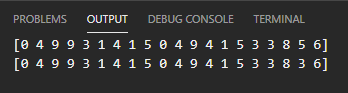 PROBLEMS OUTPUT DEBUG CONSOLE TERMINAL
[0 4 9 9 3 1 4 1 5 0 4 9 4 1 5 3 3 8 5 6]
[0 4 9 9 3 1 4 1 5 0 4 9 4 1 5 3 3 8 3 6]